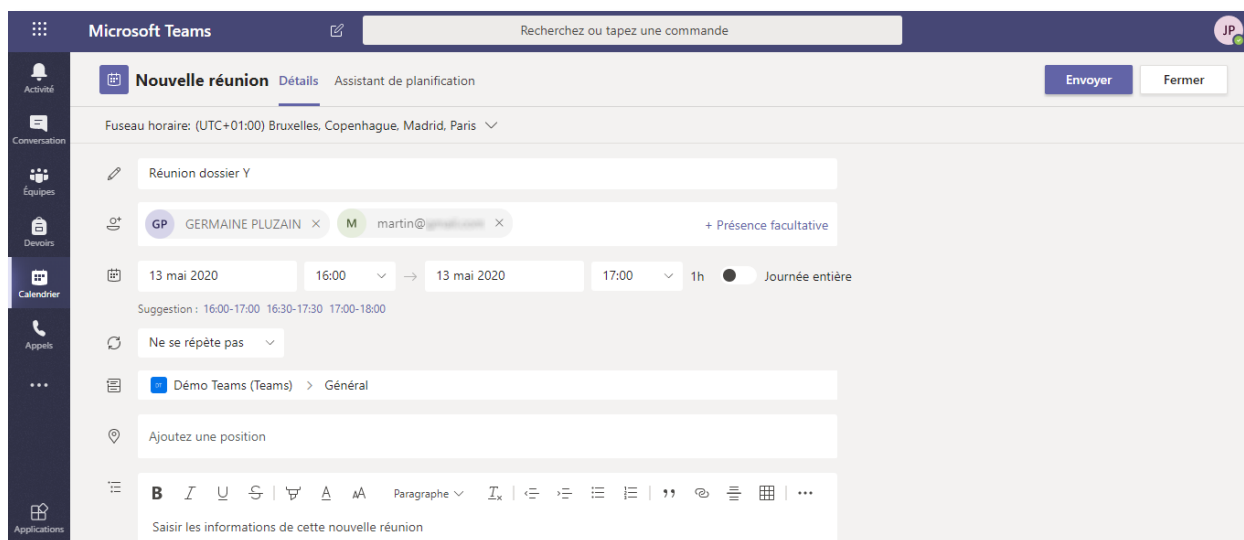 Microsoft Teams
Recherchez ou tapez une commande
JP
Activité
Conversation
Équipes
Devoirs
Calendrier
Appels
Applications
Nouvelle réunion Détails Assistant de planification
Envoyer Fermer
Fuseau horaire: (UTC+01:00) Bruxelles, Copenhague, Madrid, Paris
Réunion dossier Y
GP GERMAINE PLUZAIN × M martin@ × + Présence facultative
13 mai 2020 16:00 → 13 mai 2020 17:00 1h Journée entière
Suggestion : 16:00-17:00 16:30-17:30 17:00-18:00
Ne se répète pas
DT Démo Teams (Teams) > Général
Ajoutez une position
B I U S A AA Paragraphe Tx
Saisir les informations de cette nouvelle réunion